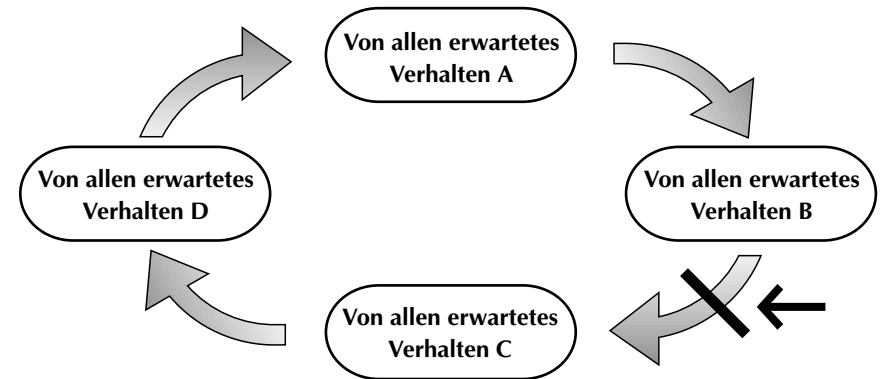 Von allen erwartetes
Verhalten A
Von allen erwartetes
Verhalten D
Von allen erwartetes
Verhalten B
Von allen erwartetes
Verhalten C